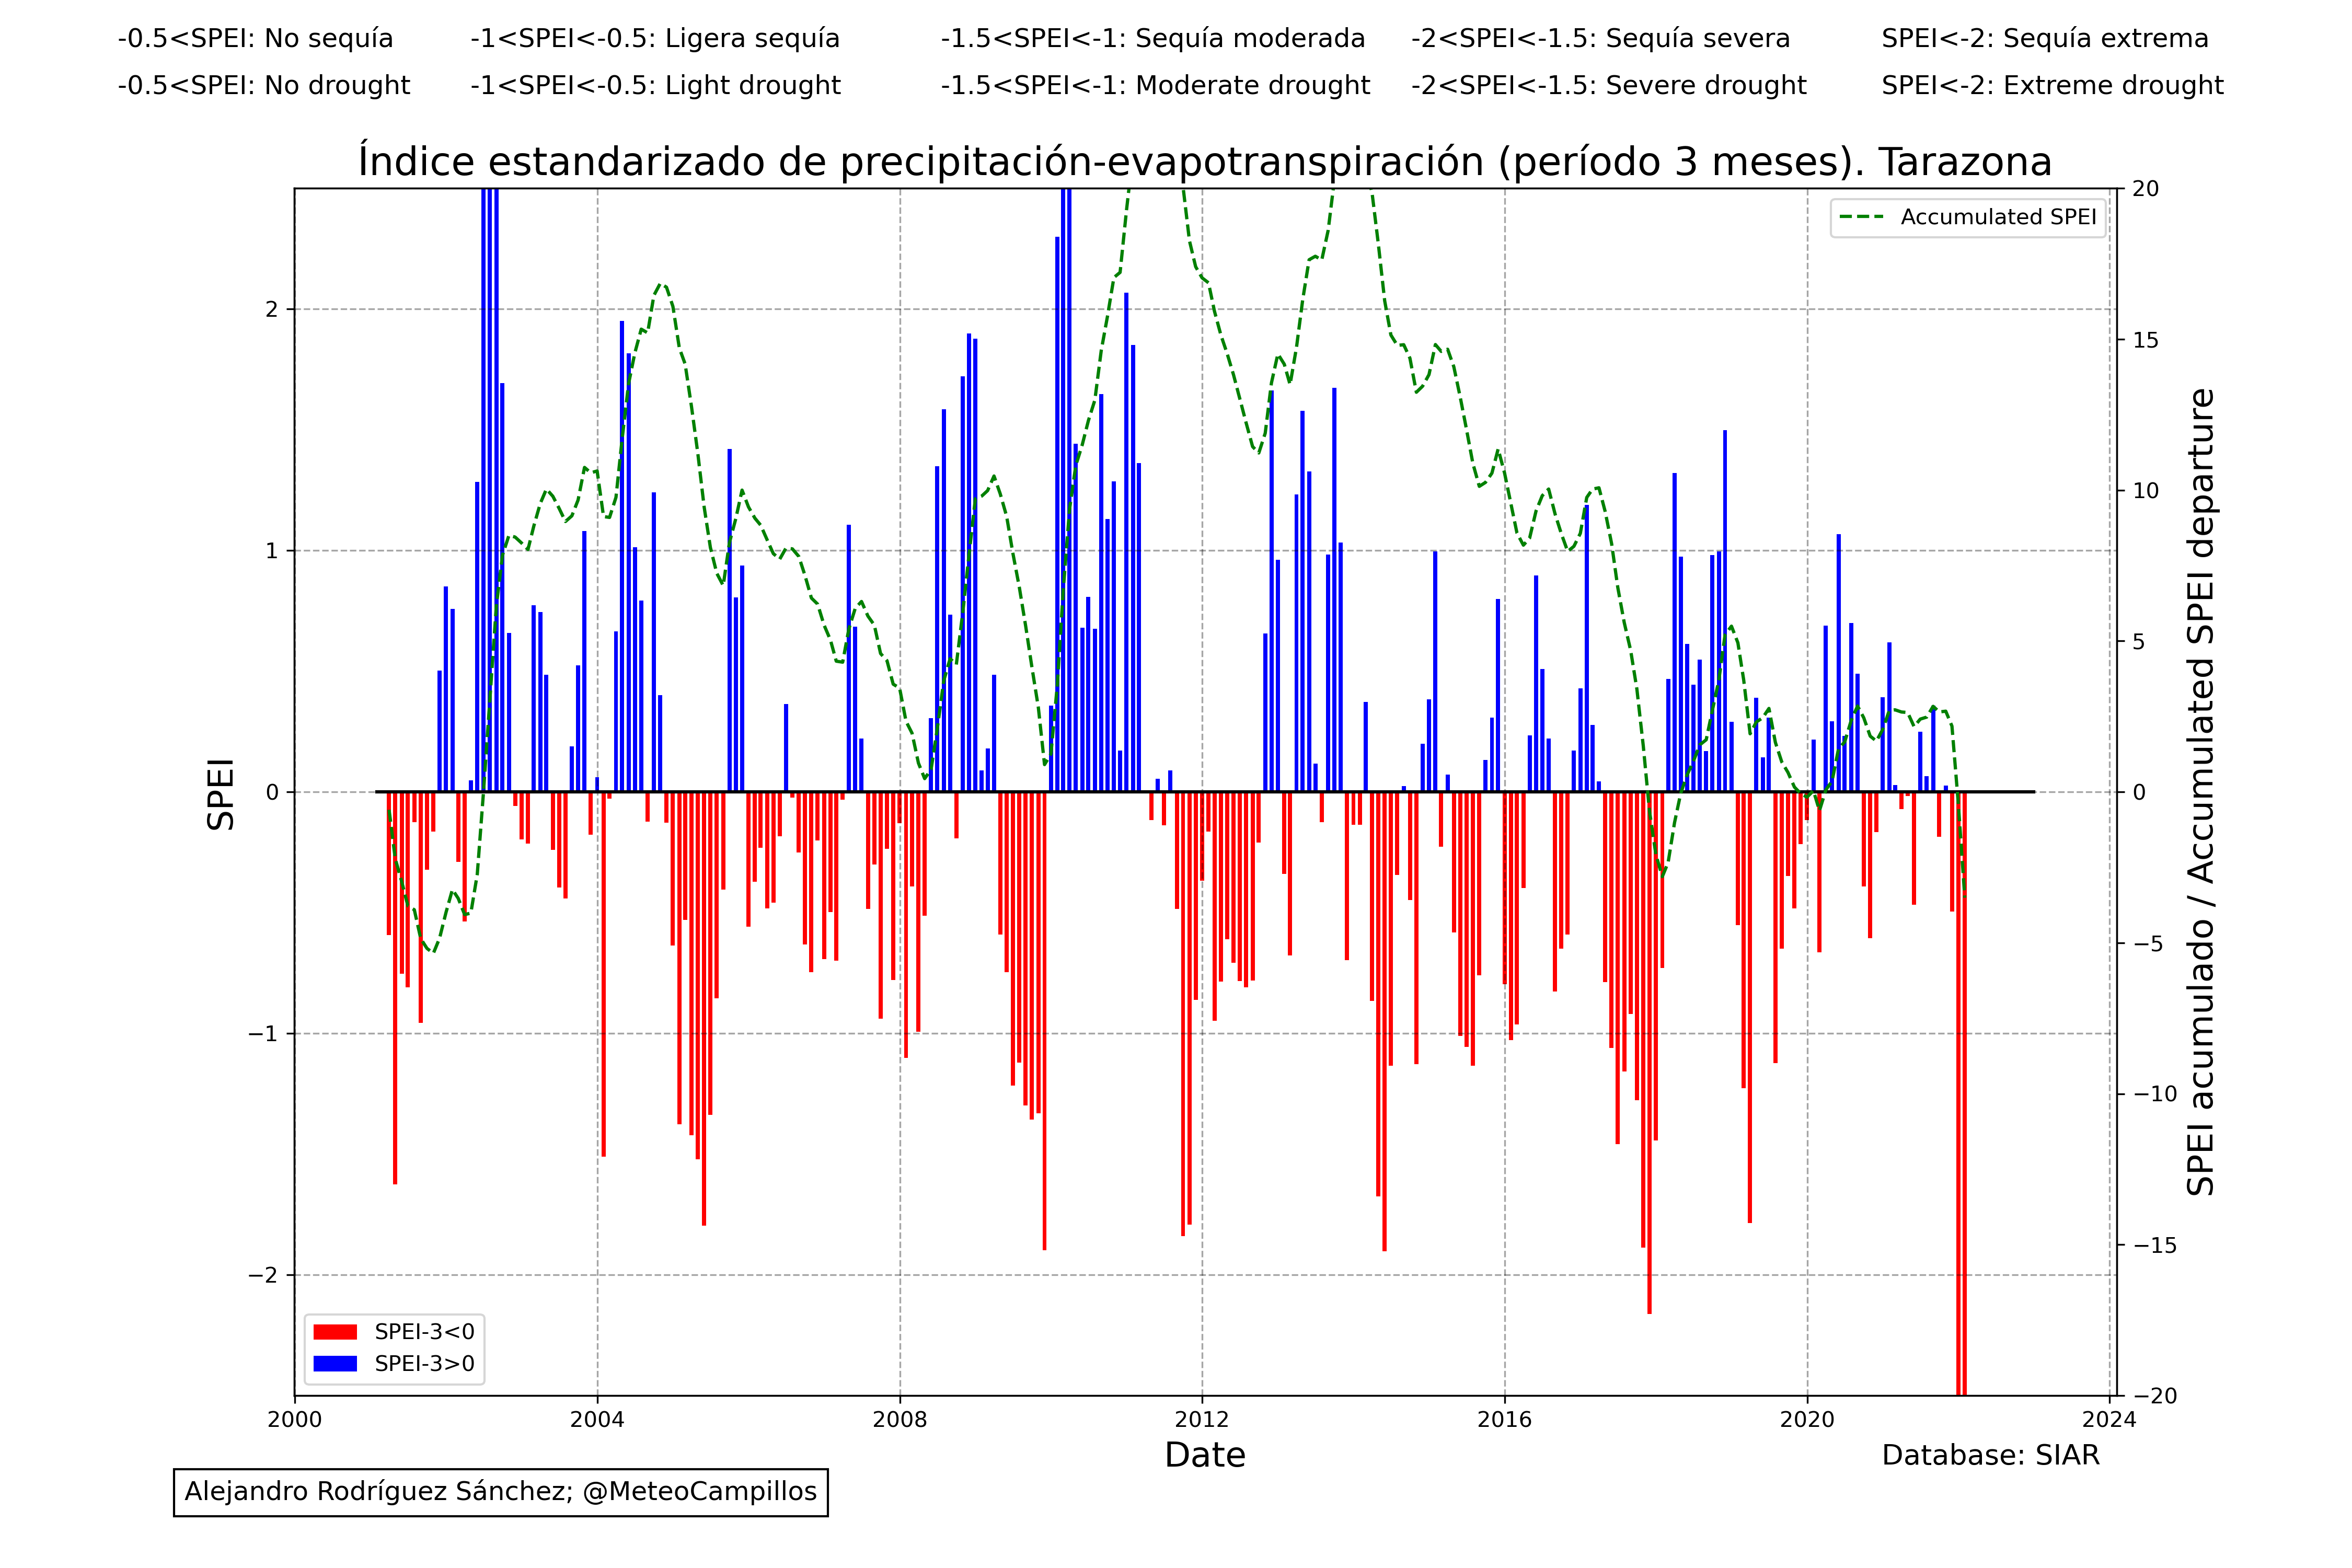 -0.5<SPEI: No sequía -1<SPEI<-0.5: Ligera sequía -1.5<SPEI<-1: Sequía moderada -2<SPEI<-1.5: Sequía severa SPEI<-2: Sequía extrema
-0.5<SPEI: No drought -1<SPEI<-0.5: Light drought -1.5<SPEI<-1: Moderate drought -2<SPEI<-1.5: Severe drought SPEI<-2: Extreme drought
Índice estandarizado de precipitación-evapotranspiración (período 3 meses). Tarazona
Accumulated SPEI
2
1
0
−1
−2
SPEI
20
15
10
5
0
−5
−10
−15
−20
SPEI acumulado / Accumulated SPEI departure
SPEI-3<0
SPEI-3>0
2000 2004 2008 2012 2016 2020 2024
Date
Database: SIAR
Alejandro Rodríguez Sánchez; @MeteoCampillos